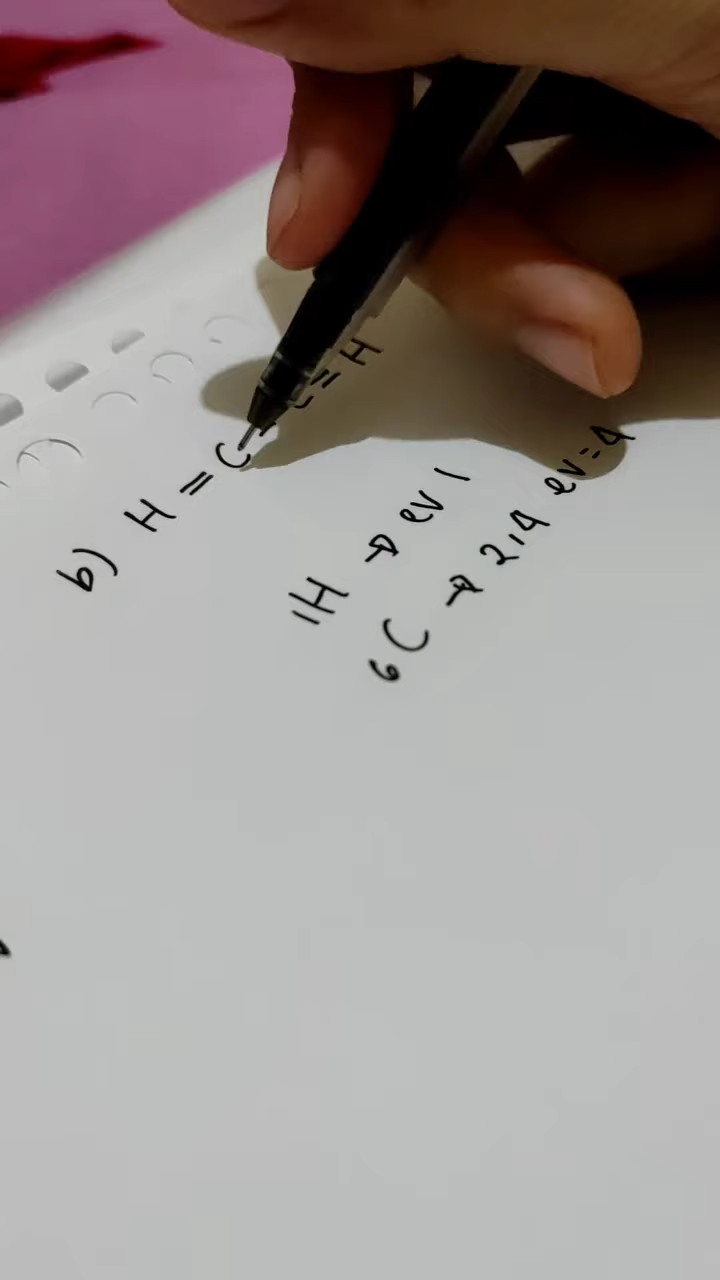 b) H = C - C = H
1H → ev 1
6C → 2,4 ev = 4